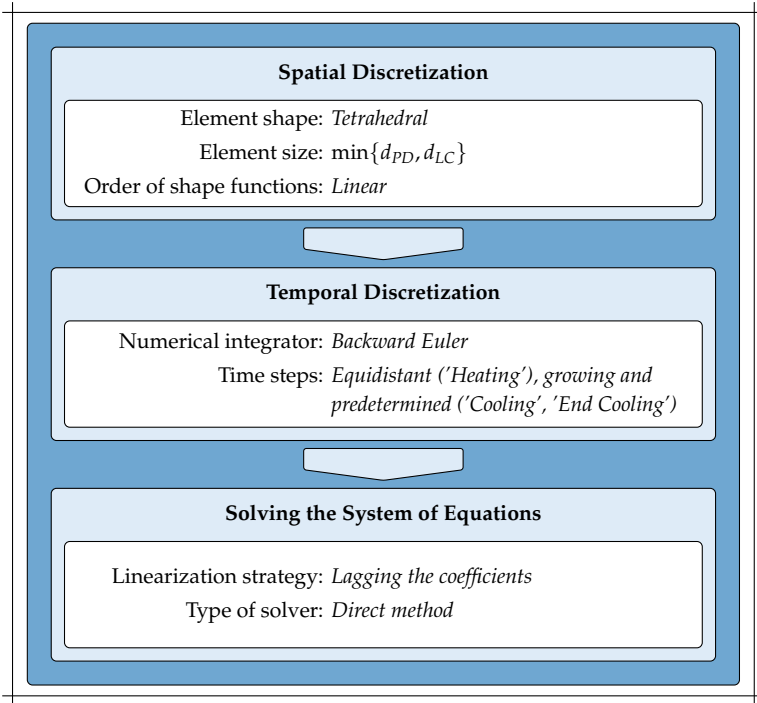 Spatial Discretization
Element shape: Tetrahedral
Element size: min{d_PD, d_LC}
Order of shape functions: Linear
Temporal Discretization
Numerical integrator: Backward Euler
Time steps: Equidistant ('Heating'), growing and
predetermined ('Cooling', 'End Cooling')
Solving the System of Equations
Linearization strategy: Lagging the coefficients
Type of solver: Direct method